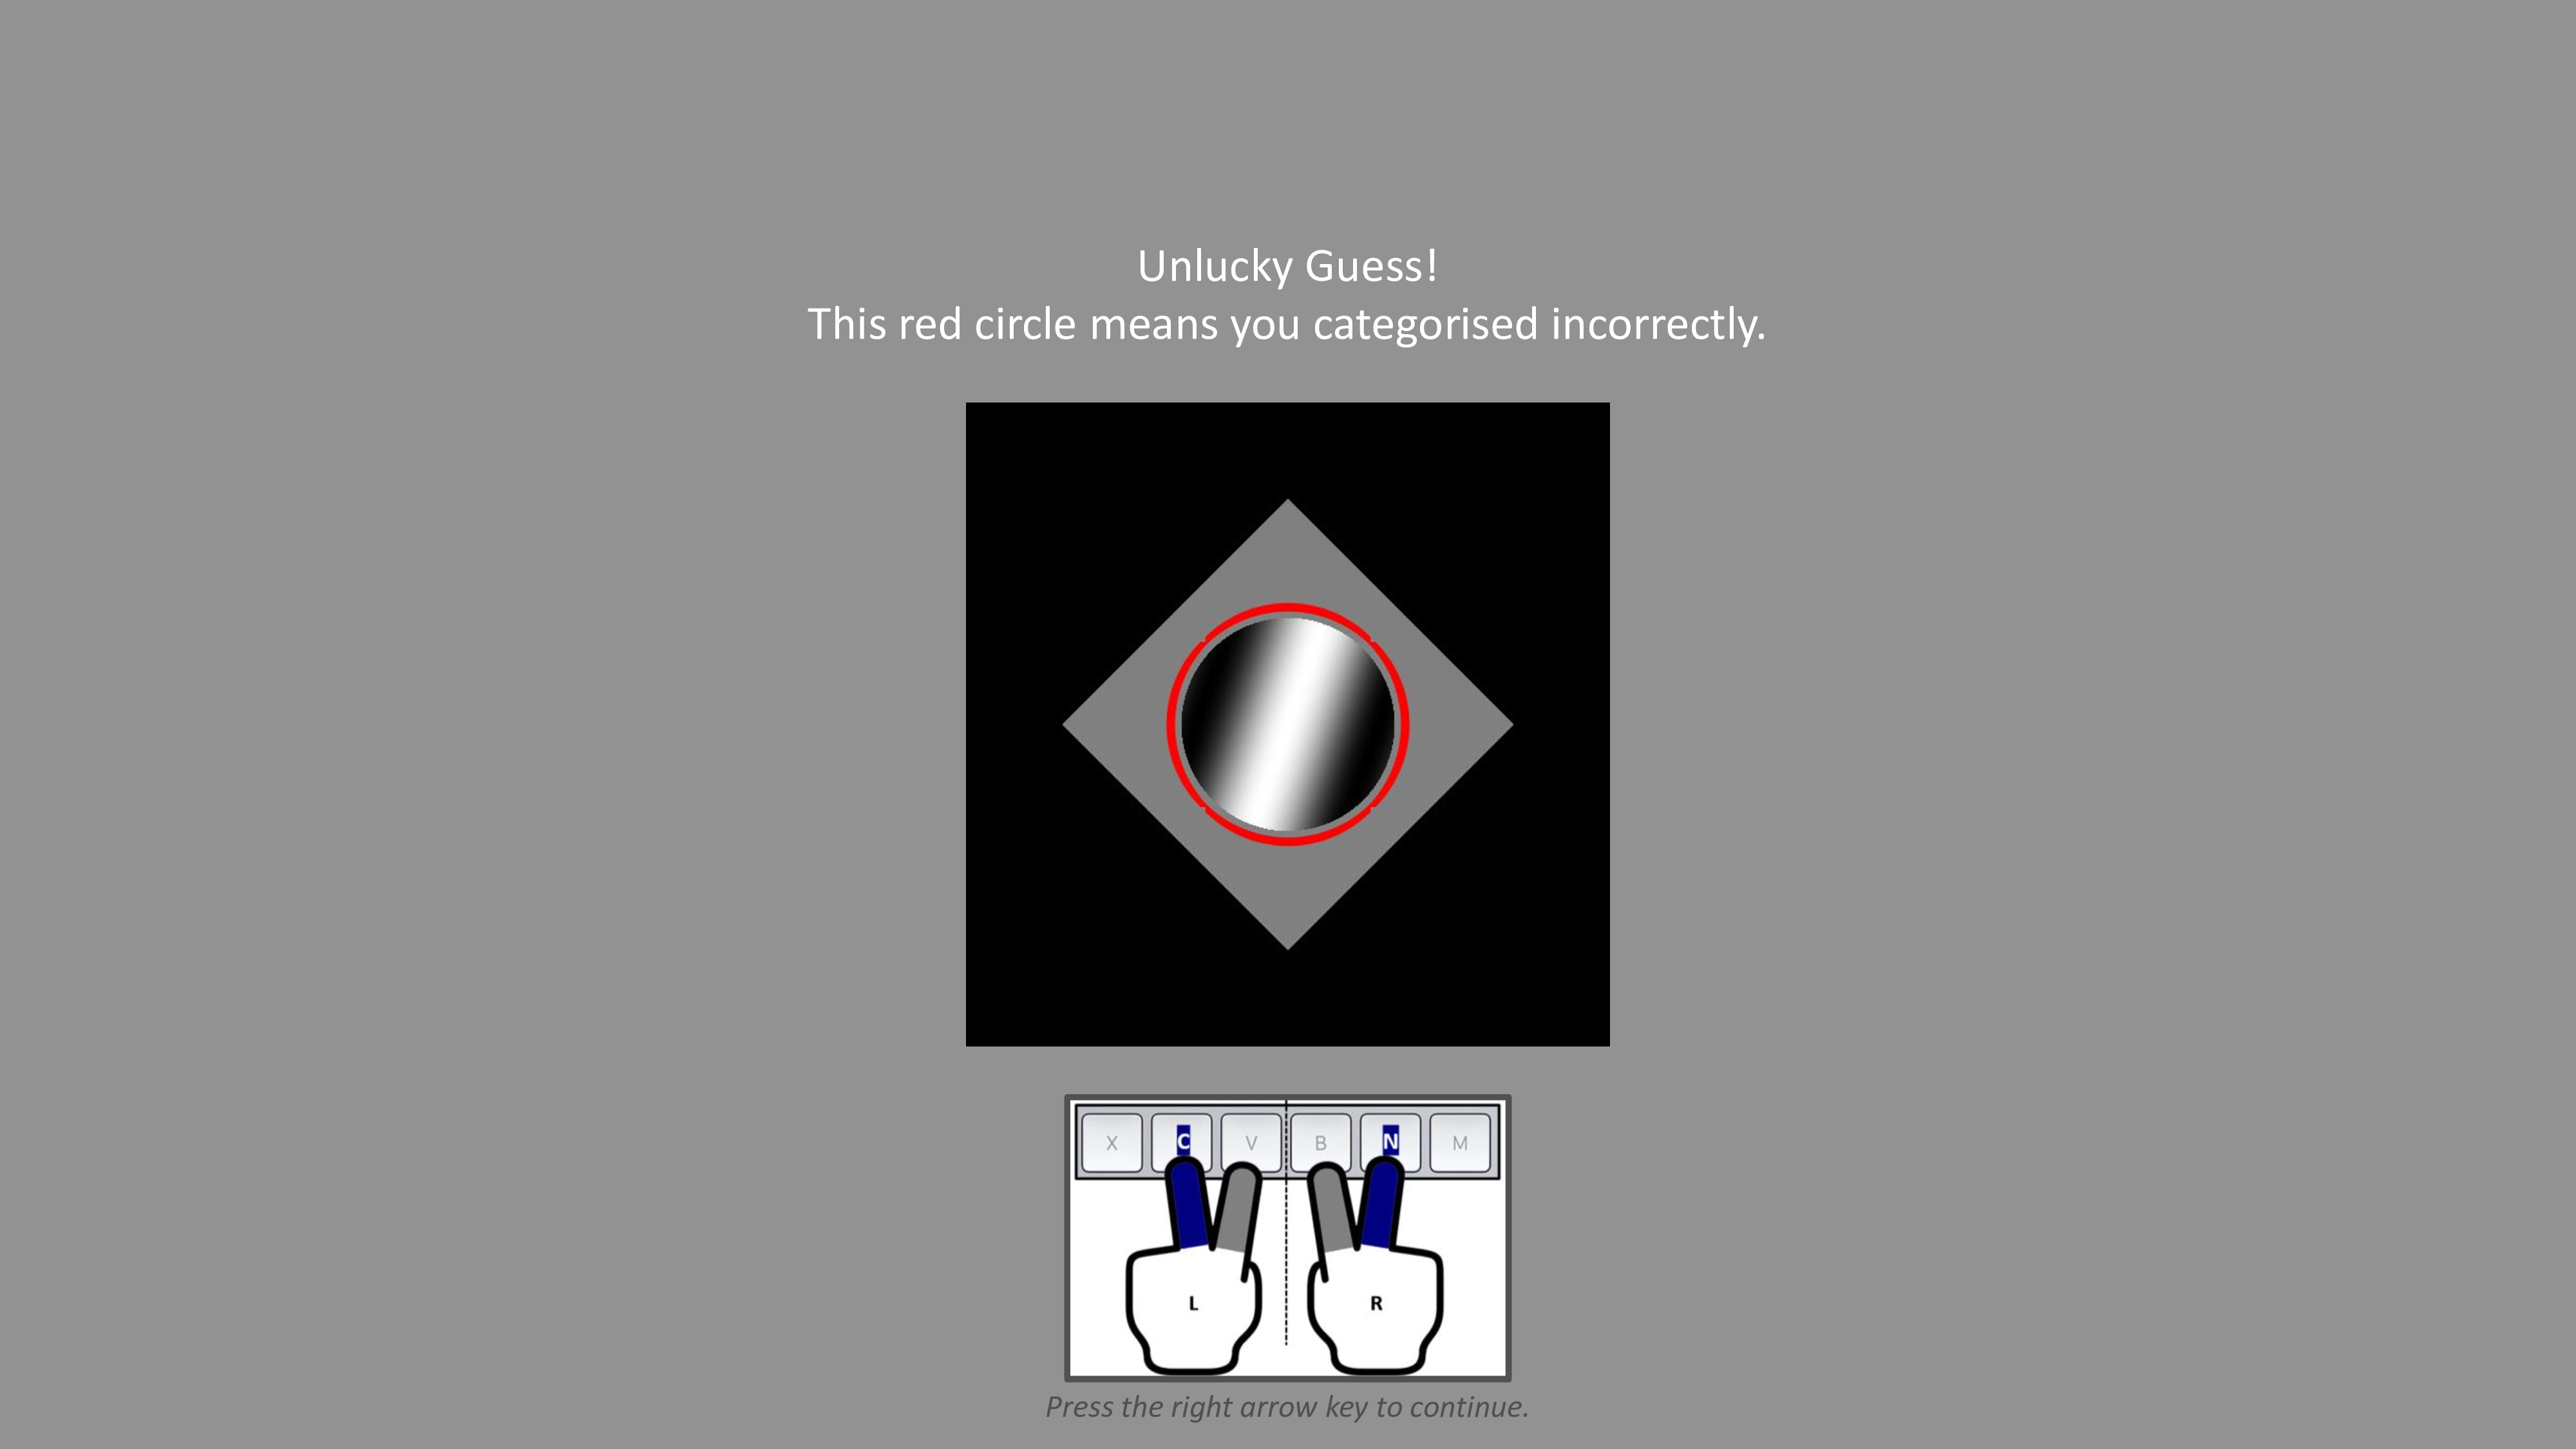 Unlucky Guess!
This red circle means you categorised incorrectly.
X C V B N M
L R
Press the right arrow key to continue.